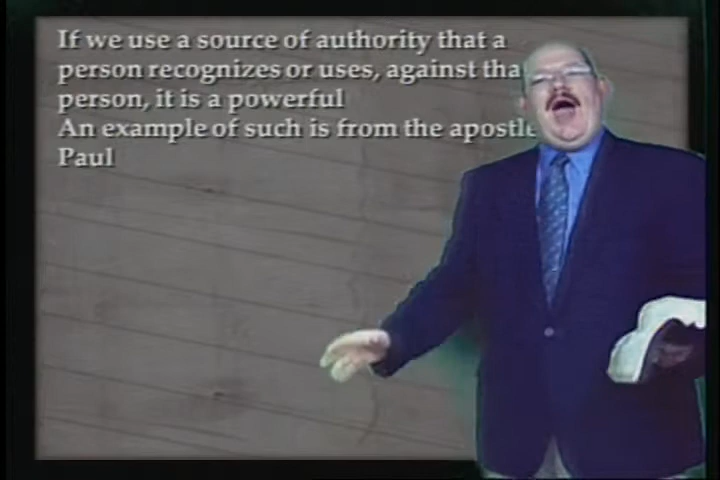 If we use a source of authority that a
person recognizes or uses, against
person, it is a powerful
An example of such is from the apostle
Paul